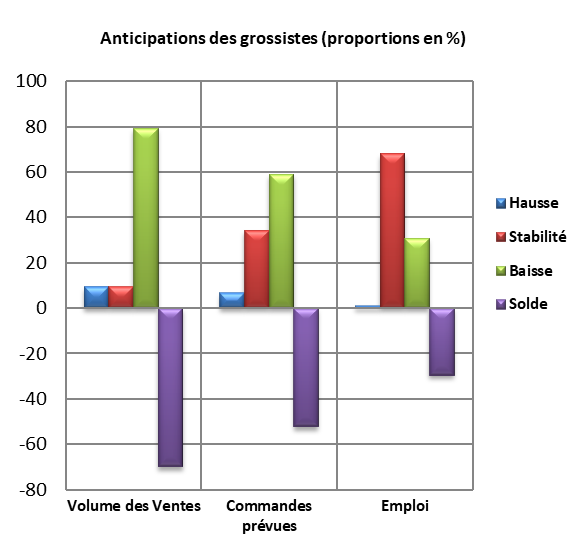 Anticipations des grossistes (proportions en %)
100
80
60
40
20
0
-20
-40
-60
-80
Volume des Ventes
Commandes
prévues
Emploi
Hausse
Stabilité
Baisse
Solde